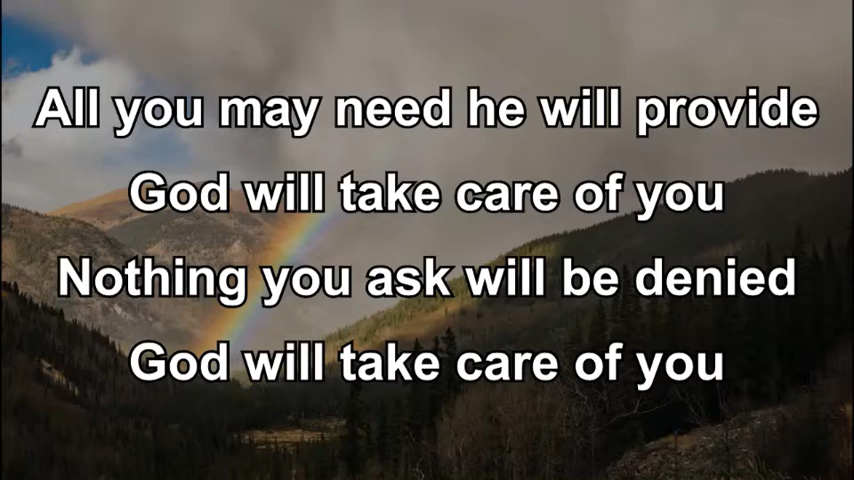 All you may need he will provide
God will take care of you
Nothing you ask will be denied
God will take care of you